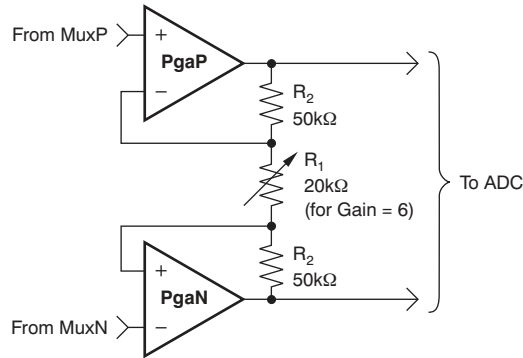 From MuxP
+
PgaP
−
R2
50kΩ
R1
20kΩ
(for Gain = 6)
To ADC
R2
50kΩ
+
PgaN
−
From MuxN